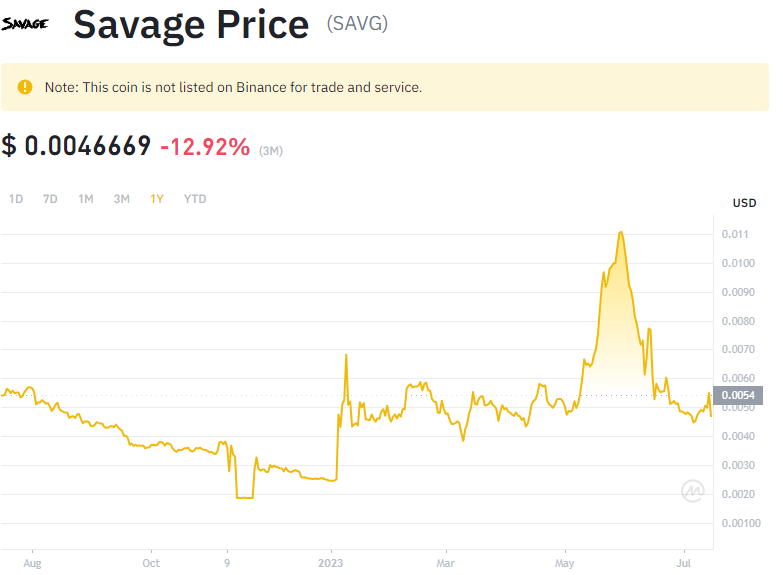 SAVAGE
Savage Price (SAVG)
Note: This coin is not listed on Binance for trade and service.
$ 0.0046669 -12.92% (3M)
1D 7D 1M 3M 1Y YTD
USD
0.011
0.0100
0.0090
0.0080
0.0070
0.0060
0.0054
0.0050
0.0040
0.0030
0.0020
0.00100
Aug Oct 9 2023 Mar May Jul